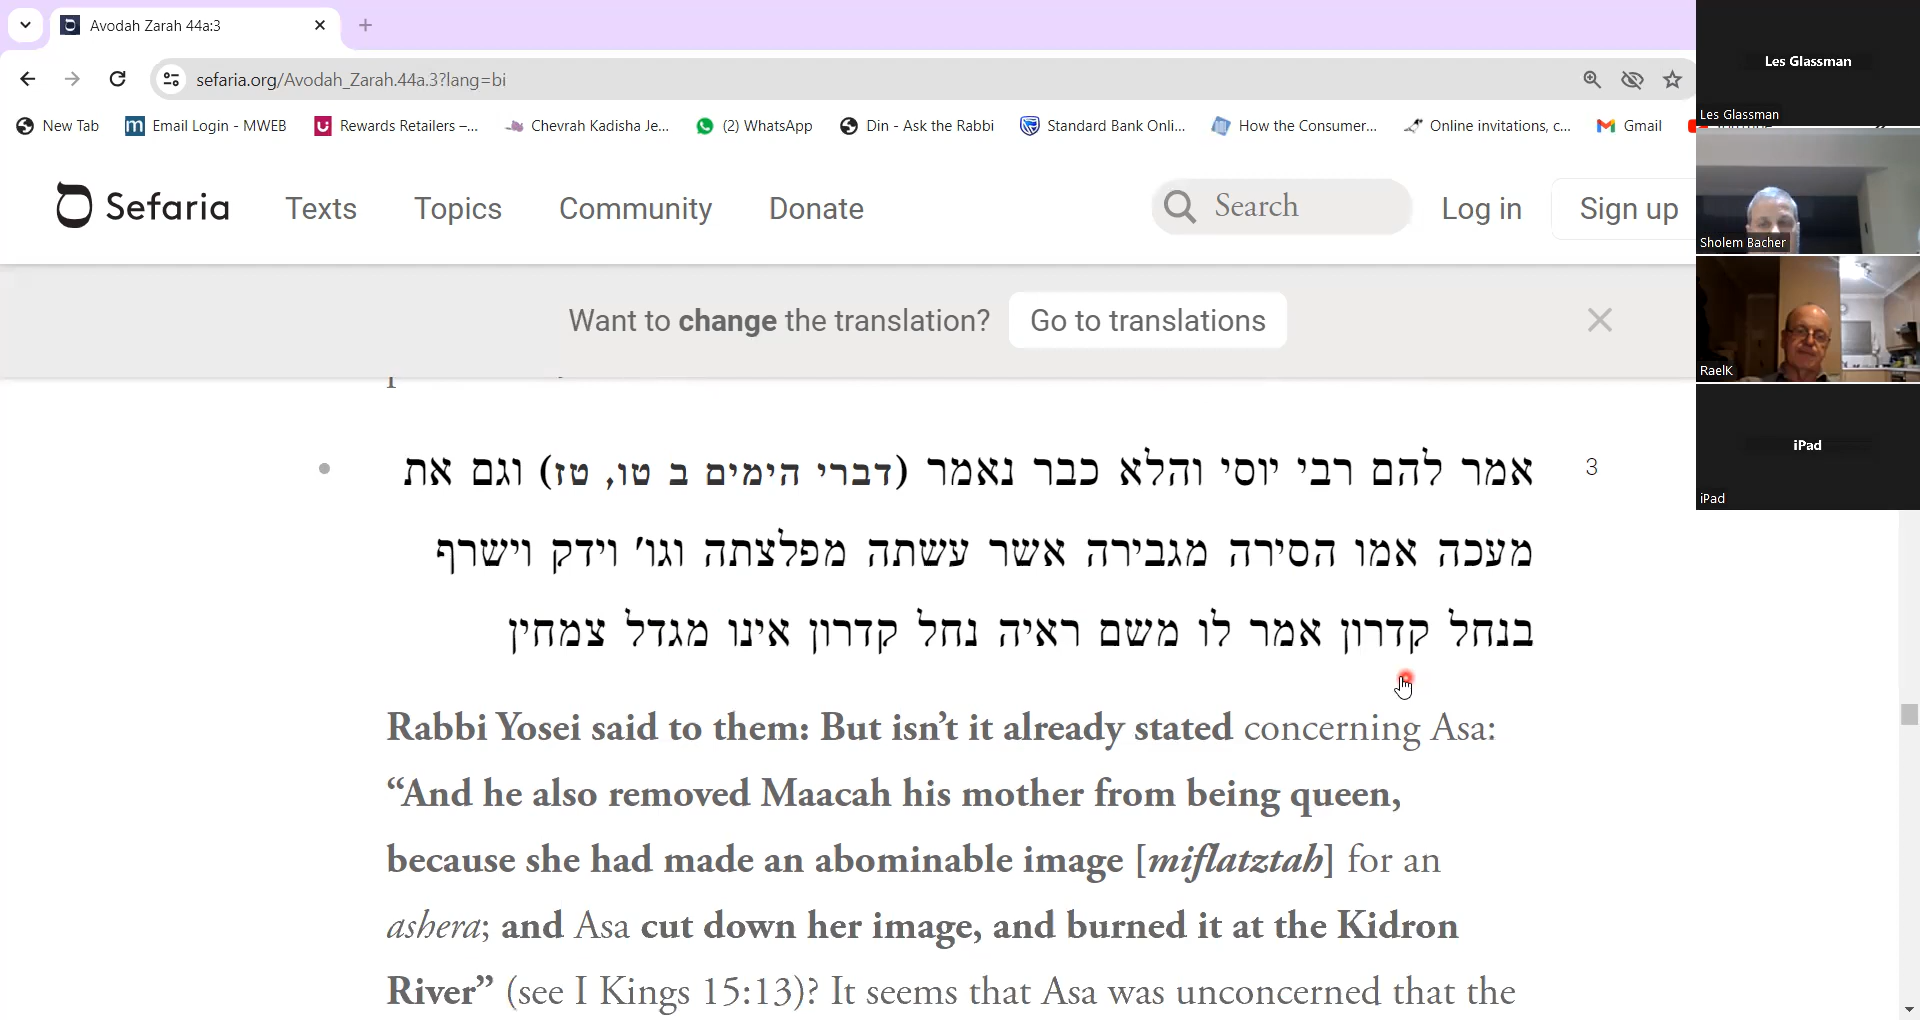 Avodah Zarah 44a:3
sefaria.org/Avodah_Zarah.44a.3?lang=bi
New Tab
Email Login - MWEB
Rewards Retailers –...
Chevrah Kadisha Je...
(2) WhatsApp
Din - Ask the Rabbi
Standard Bank Onli...
How the Consumer...
Online invitations, c...
Gmail
Sefaria
Texts
Topics
Community
Donate
Search
Log in
Sign up
Want to change the translation?
Go to translations
3
אמר להם רבי יוסי והלא כבר נאמר (דברי הימים ב טו, טז) וגם את
מעכה אמו הסירה מגבירה אשר עשתה מפלצתה וגו' וידק וישרף
בנחל קדרון אמר לו משם ראיה נחל קדרון אינו מגדל צמחין
Rabbi Yosei said to them: But isn’t it already stated concerning Asa:
“And he also removed Maacah his mother from being queen,
because she had made an abominable image [miflatztah] for an
ashera; and Asa cut down her image, and burned it at the Kidron
River” (see I Kings 15:13)? It seems that Asa was unconcerned that the
Les Glassman
Les Glassman
Sholem Bacher
RaelK
iPad
iPad